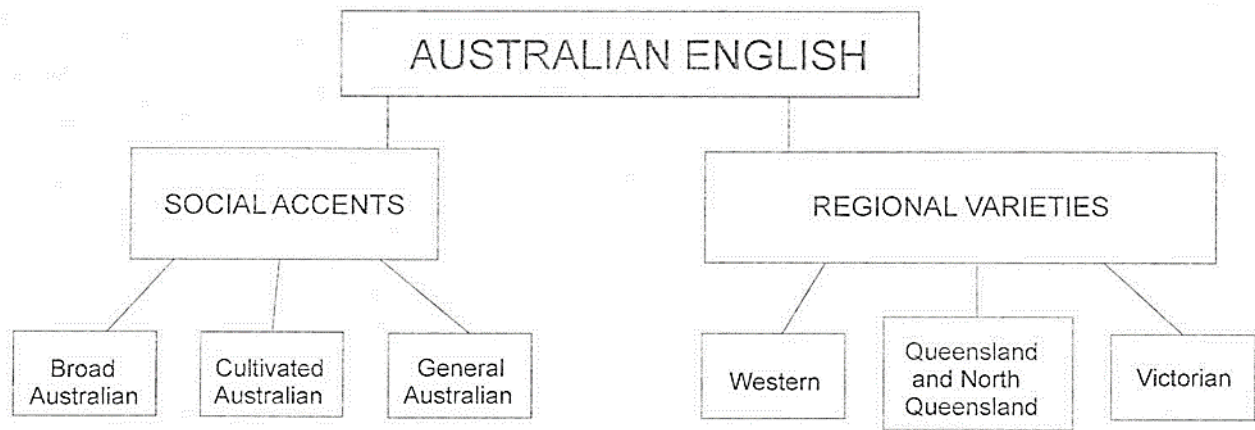 AUSTRALIAN ENGLISH
SOCIAL ACCENTS
REGIONAL VARIETIES
Broad
Australian
Cultivated
Australian
General
Australian
Western
Queensland
and North
Queensland
Victorian